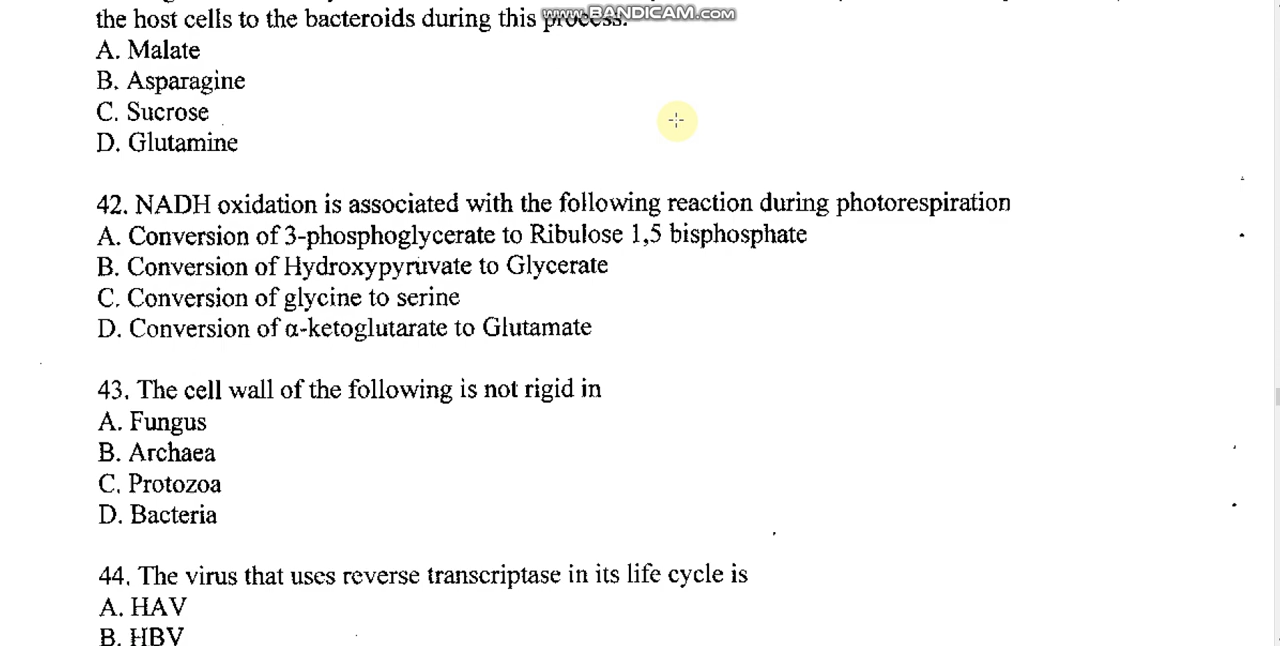 www.BANDICAM.com
the host cells to the bacteroids during this process.
A. Malate
B. Asparagine
C. Sucrose
D. Glutamine
42. NADH oxidation is associated with the following reaction during photorespiration
A. Conversion of 3-phosphoglycerate to Ribulose 1,5 bisphosphate
B. Conversion of Hydroxypyruvate to Glycerate
C. Conversion of glycine to serine
D. Conversion of α-ketoglutarate to Glutamate
43. The cell wall of the following is not rigid in
A. Fungus
B. Archaea
C. Protozoa
D. Bacteria
44. The virus that uses reverse transcriptase in its life cycle is
A. HAV
B. HBV